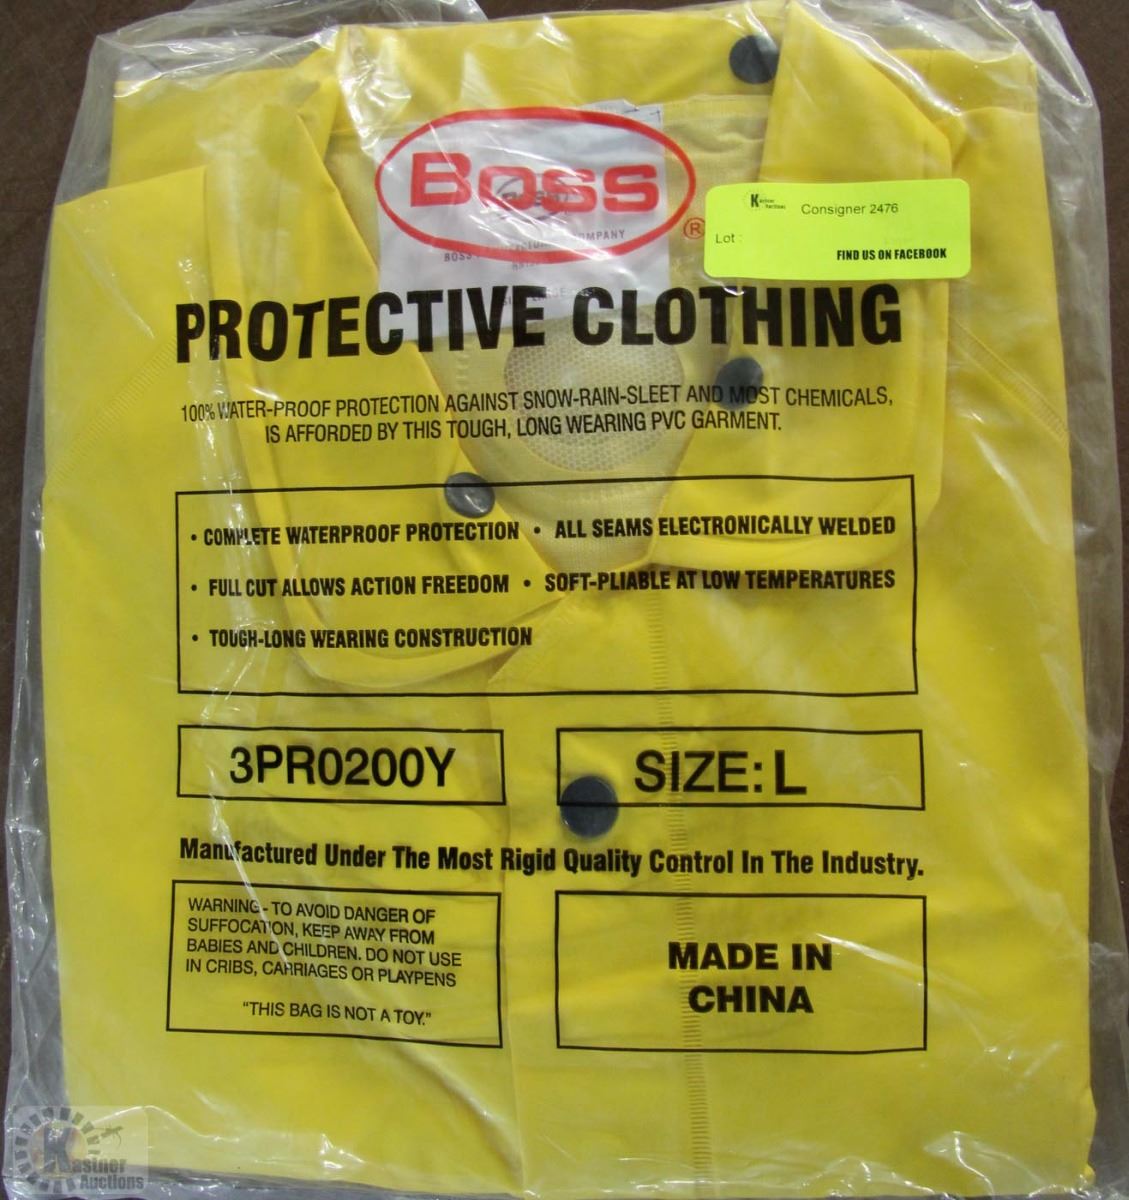 BOSS
®
Kastner
Auctions
Consigner 2476
Lot :
FIND US ON FACEBOOK
COMPANY
BOSS
PROTECTIVE CLOTHING
100% WATER-PROOF PROTECTION AGAINST SNOW-RAIN-SLEET AND MOST CHEMICALS,
IS AFFORDED BY THIS TOUGH, LONG WEARING PVC GARMENT.
• COMPLETE WATERPROOF PROTECTION • ALL SEAMS ELECTRONICALLY WELDED
• FULL CUT ALLOWS ACTION FREEDOM • SOFT-PLIABLE AT LOW TEMPERATURES
• TOUGH-LONG WEARING CONSTRUCTION
3PR0200Y
SIZE: L
Manufactured Under The Most Rigid Quality Control In The Industry.
WARNING - TO AVOID DANGER OF
SUFFOCATION, KEEP AWAY FROM
BABIES AND CHILDREN. DO NOT USE
IN CRIBS, CARRIAGES OR PLAYPENS
"THIS BAG IS NOT A TOY."
MADE IN
CHINA
Kastner
Auctions